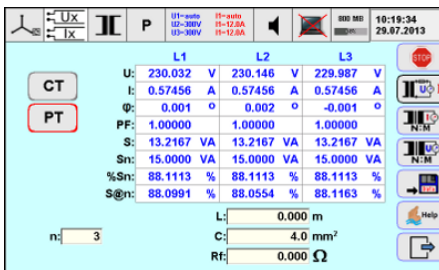 Ux
Ix
P
U1=auto I1=auto
U2=300V I2=12.0A
U3=300V I3=12.0A
800 MB
10:19:34
29.07.2013
L1 L2 L3
U: 230.032 V 230.146 V 229.987 V
I: 0.57456 A 0.57456 A 0.57456 A
φ: 0.001 ° 0.002 ° -0.001 °
PF: 1.00000 1.00000 1.00000
S: 13.2167 VA 13.2167 VA 13.2167 VA
Sn: 15.0000 VA 15.0000 VA 15.0000 VA
%Sn: 88.1113 % 88.1113 % 88.1113 %
S@n: 88.0991 % 88.0554 % 88.1163 %
CT
PT
L: 0.000 m
n: 3
C: 4.0 mm²
Rf: 0.000 Ω
STOP
U
I
N:M
U
N:M
Help